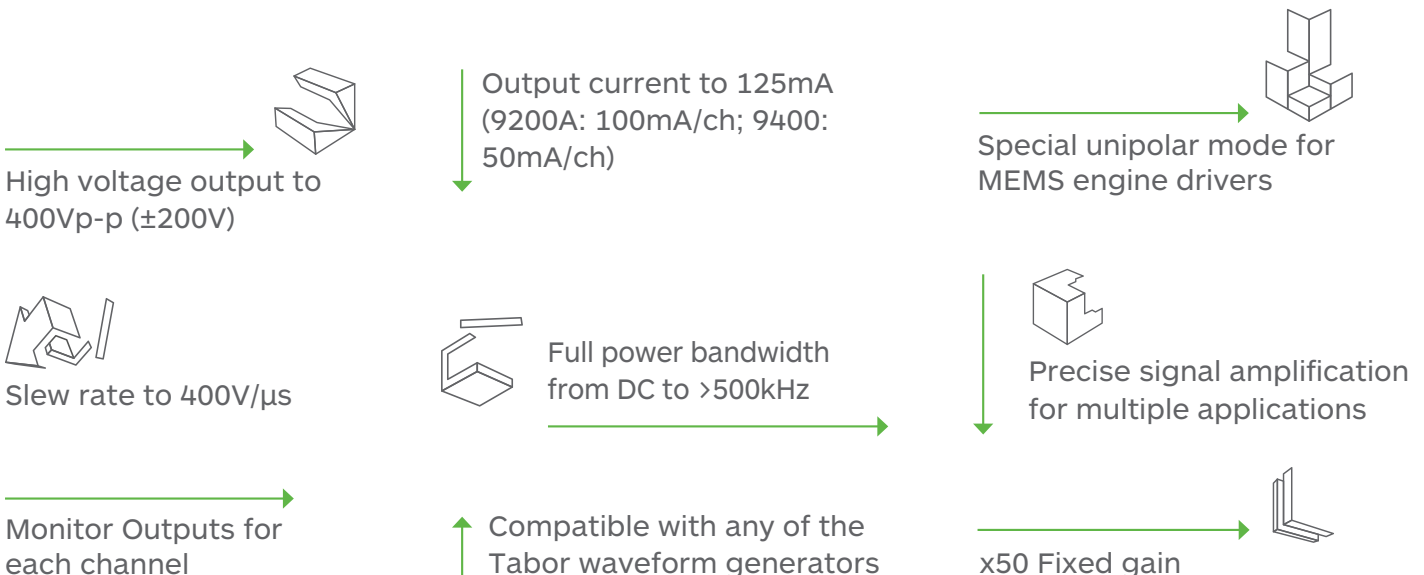 High voltage output to
400Vp-p (±200V)
Output current to 125mA
(9200A: 100mA/ch; 9400:
50mA/ch)
Special unipolar mode for
MEMS engine drivers
Slew rate to 400V/µs
Full power bandwidth
from DC to >500kHz
Precise signal amplification
for multiple applications
Monitor Outputs for
each channel
Compatible with any of the
Tabor waveform generators
x50 Fixed gain